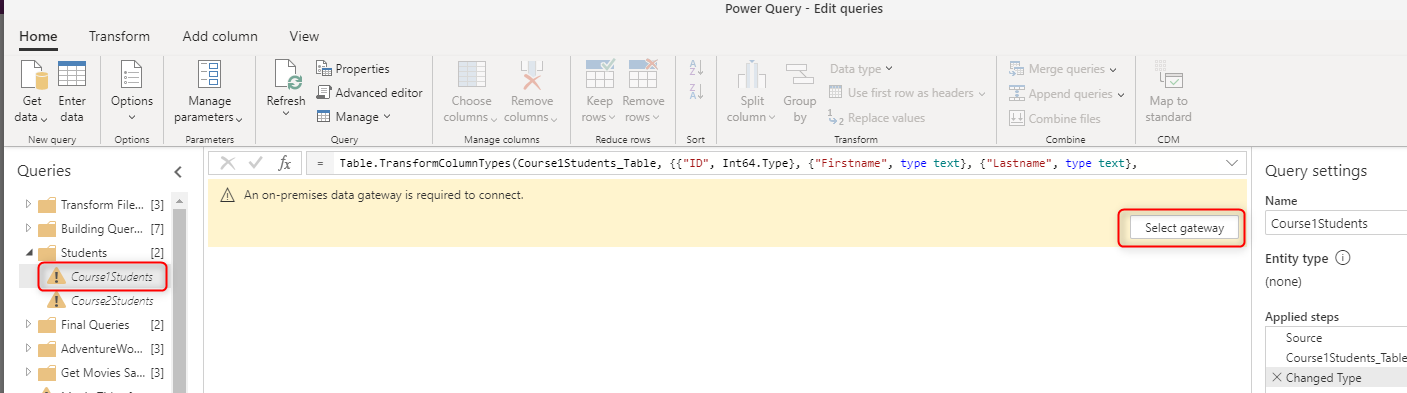 Power Query - Edit queries
Home Transform Add column View
Get data
Enter data
New query
Options
Options
Manage parameters
Parameters
Refresh
Properties
Advanced editor
Manage
Query
Choose columns
Remove columns
Manage columns
Keep rows
Remove rows
Reduce rows
Sort
Split column
Group by
Data type
Use first row as headers
Replace values
Transform
Merge queries
Append queries
Combine files
Combine
Map to standard
CDM
Queries
Transform File... [3]
Building Quer... [7]
Students [2]
Course1Students
Course2Students
Final Queries [2]
AdventureWo... [3]
Get Movies Sa... [3]
fx = Table.TransformColumnTypes(Course1Students_Table, {{"ID", Int64.Type}, {"Firstname", type text}, {"Lastname", type text},
An on-premises data gateway is required to connect.
Select gateway
Query settings
Name
Course1Students
Entity type
(none)
Applied steps
Source
Course1Students_Table
Changed Type